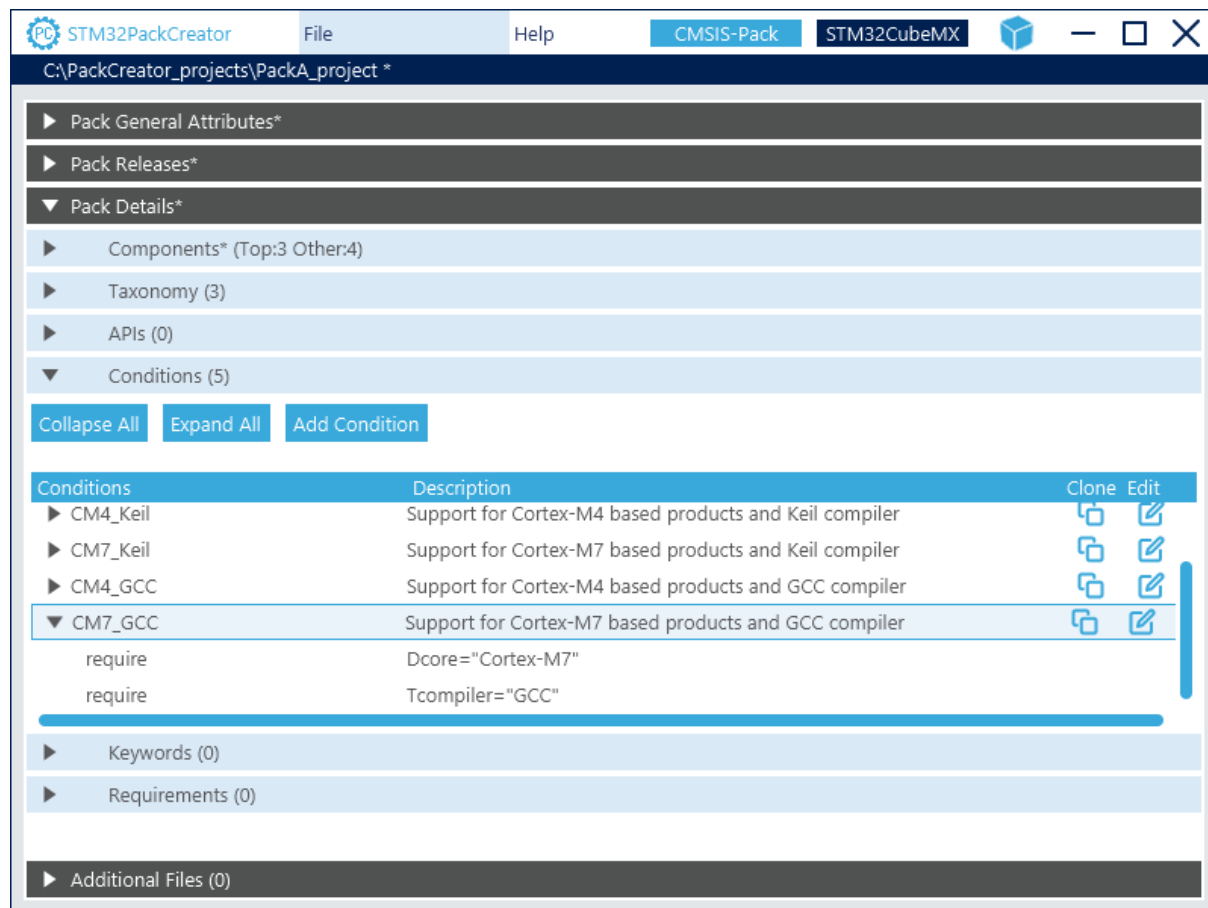 PC STM32PackCreator File Help CMSIS-Pack STM32CubeMX
C:\PackCreator_projects\PackA_project *
Pack General Attributes*
Pack Releases*
Pack Details*
Components* (Top:3 Other:4)
Taxonomy (3)
APIs (0)
Conditions (5)
Collapse All Expand All Add Condition
Conditions Description Clone Edit
CM4_Keil Support for Cortex-M4 based products and Keil compiler
CM7_Keil Support for Cortex-M7 based products and Keil compiler
CM4_GCC Support for Cortex-M4 based products and GCC compiler
CM7_GCC Support for Cortex-M7 based products and GCC compiler
require Dcore="Cortex-M7"
require Tcompiler="GCC"
Keywords (0)
Requirements (0)
Additional Files (0)